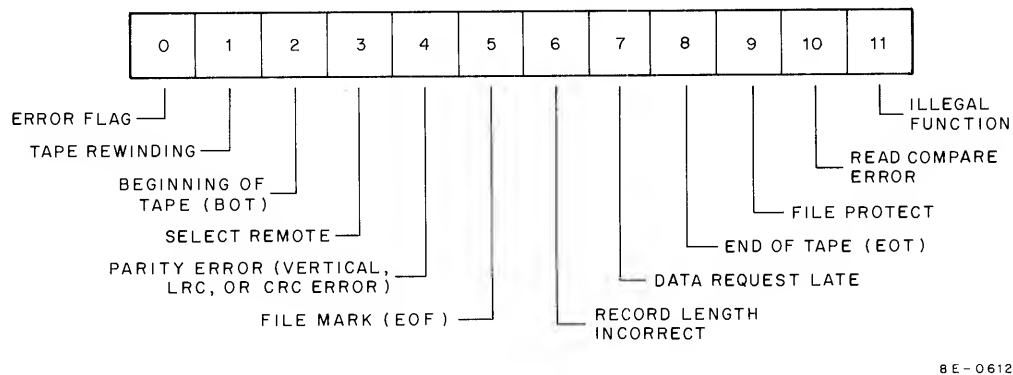 0 1 2 3 4 5 6 7 8 9 10 11
ERROR FLAG
TAPE REWINDING
BEGINNING OF
TAPE (BOT)
SELECT REMOTE
PARITY ERROR (VERTICAL,
LRC, OR CRC ERROR)
FILE MARK (EOF)
RECORD LENGTH
INCORRECT
DATA REQUEST LATE
END OF TAPE (EOT)
FILE PROTECT
READ COMPARE
ERROR
ILLEGAL
FUNCTION
8E-0612